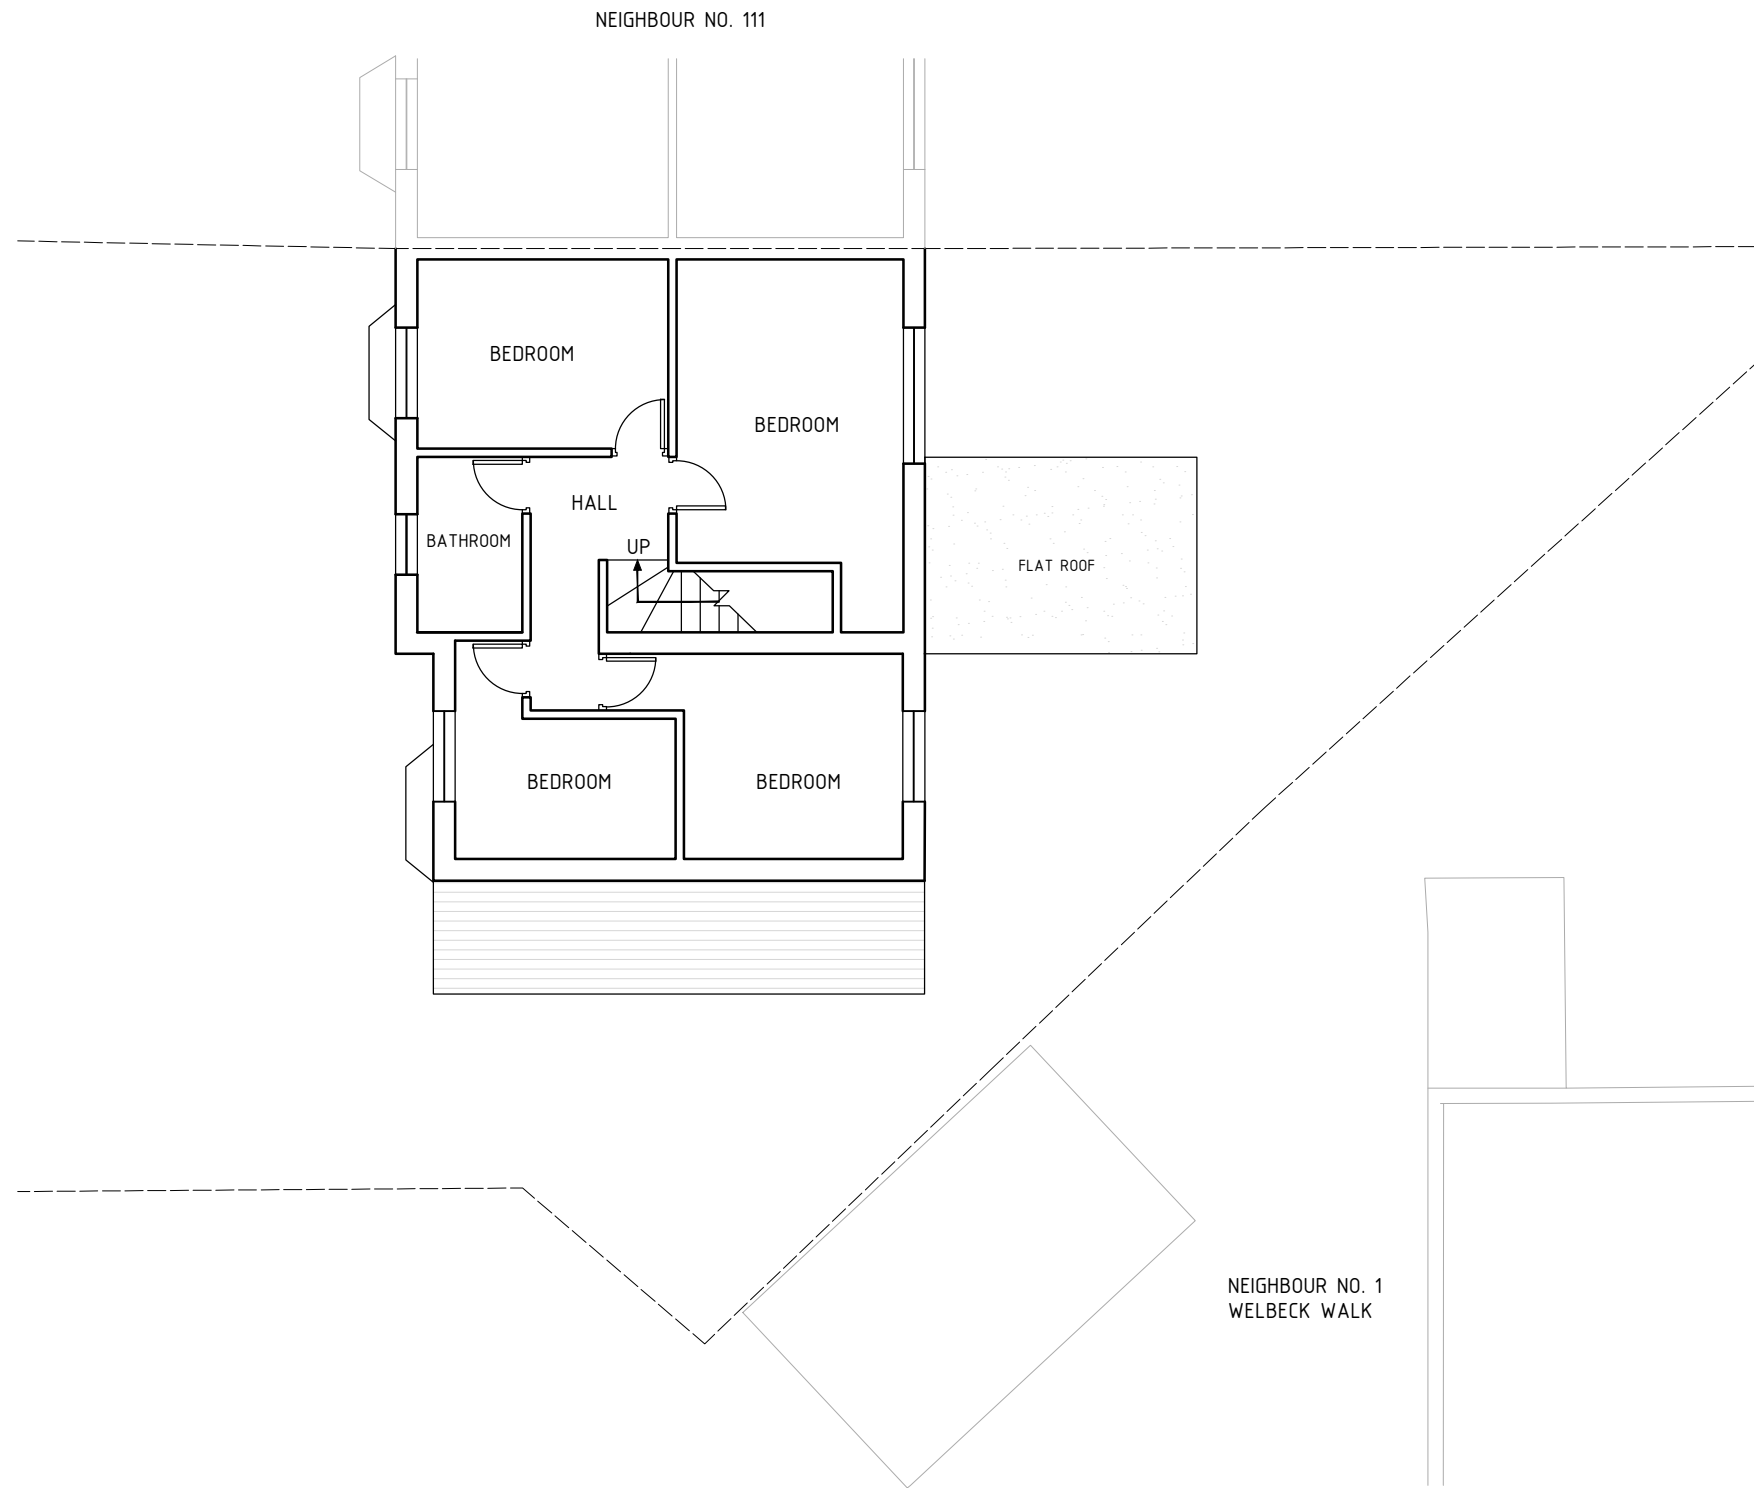 NEIGHBOUR NO. 111
BEDROOM
BEDROOM
HALL
BATHROOM
UP
FLAT ROOF
BEDROOM
BEDROOM
NEIGHBOUR NO. 1
WELBECK WALK